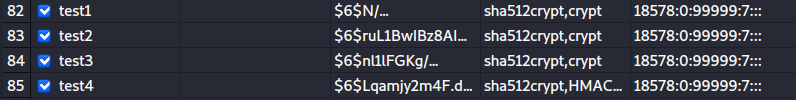 82 test1 $6$N/... sha512crypt,crypt 18578:0:99999:7:::
83 test2 $6$ruL1BwIBz8AI... sha512crypt,crypt 18578:0:99999:7:::
84 test3 $6$nl1lFGKg/... sha512crypt,crypt 18578:0:99999:7:::
85 test4 $6$Lqamjy2m4F.d... sha512crypt,HMAC... 18578:0:99999:7:::